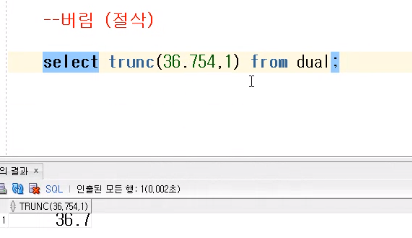 --버림 (절삭)
select trunc(36.754,1) from dual;
의 결과 ×
SQL | 인출된 모든 행: 1(0,002초)
TRUNC(36,754,1)
1 36.7